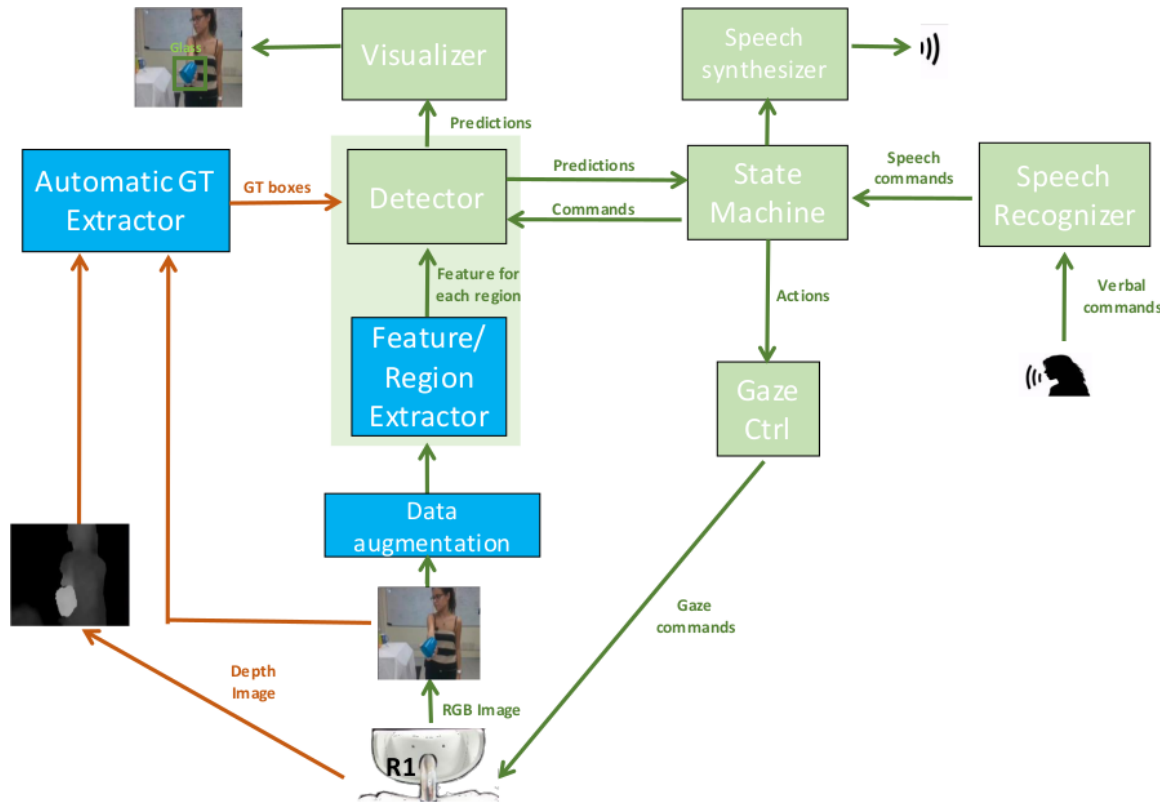 Glass
Visualizer
Speech
synthesizer
Predictions
Automatic GT
Extractor
GT boxes
Detector
Predictions
Commands
State
Machine
Speech
commands
Speech
Recognizer
Feature for
each region
Actions
Verbal
commands
Feature/
Region
Extractor
Gaze
Ctrl
Data
augmentation
Gaze
commands
Depth
Image
RGB Image
R1